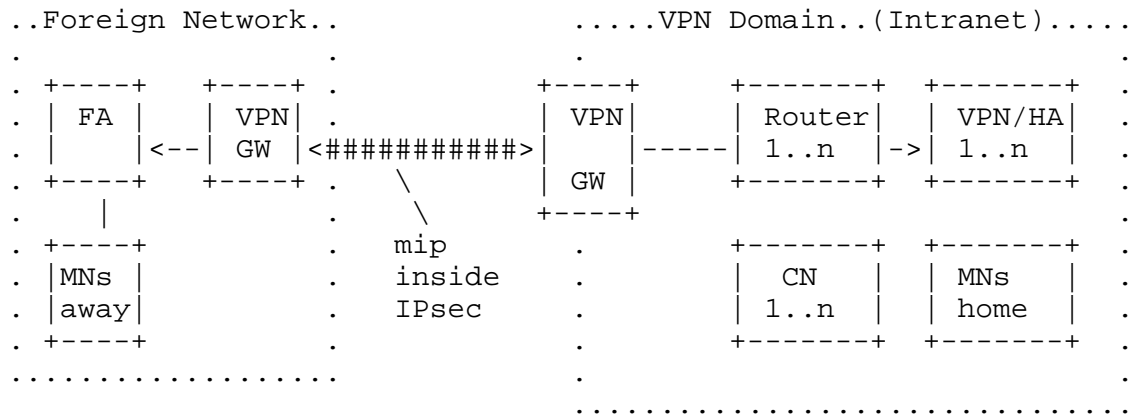 ..Foreign Network..              .....VPN Domain..(Intranet).....
.                 .              .                              .
.  +----+   +----+ .           +----+     +-------+  +-------+  .
.  | FA |   | VPN| .           | VPN|     | Router|  | VPN/HA|  .
.  |    |<--| GW |<###########>|    |-----| 1..n  |->| 1..n  |  .
.  +----+   +----+ .   \       | GW |     +-------+  +-------+  .
.    |             .    \      +----+                           .
.  +----+          .   mip       .        +-------+  +-------+  .
.  |MNs |          .   inside    .        |  CN   |  | MNs   |  .
.  |away|          .   IPsec     .        | 1..n  |  | home  |  .
.  +----+          .             .        +-------+  +-------+  .
...................              .                              .
                                 ................................